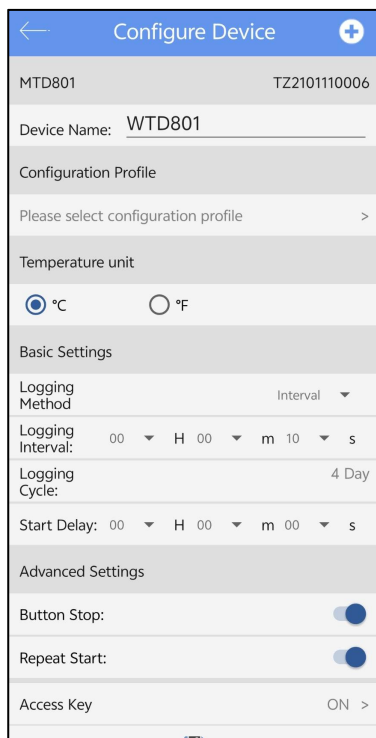 Configure Device
MTD801 TZ2101110006
Device Name: WTD801
Configuration Profile
Please select configuration profile >
Temperature unit
°C °F
Basic Settings
Logging
Method Interval
Logging
Interval: 00 H 00 m 10 s
Logging
Cycle: 4 Day
Start Delay: 00 H 00 m 00 s
Advanced Settings
Button Stop:
Repeat Start:
Access Key ON >